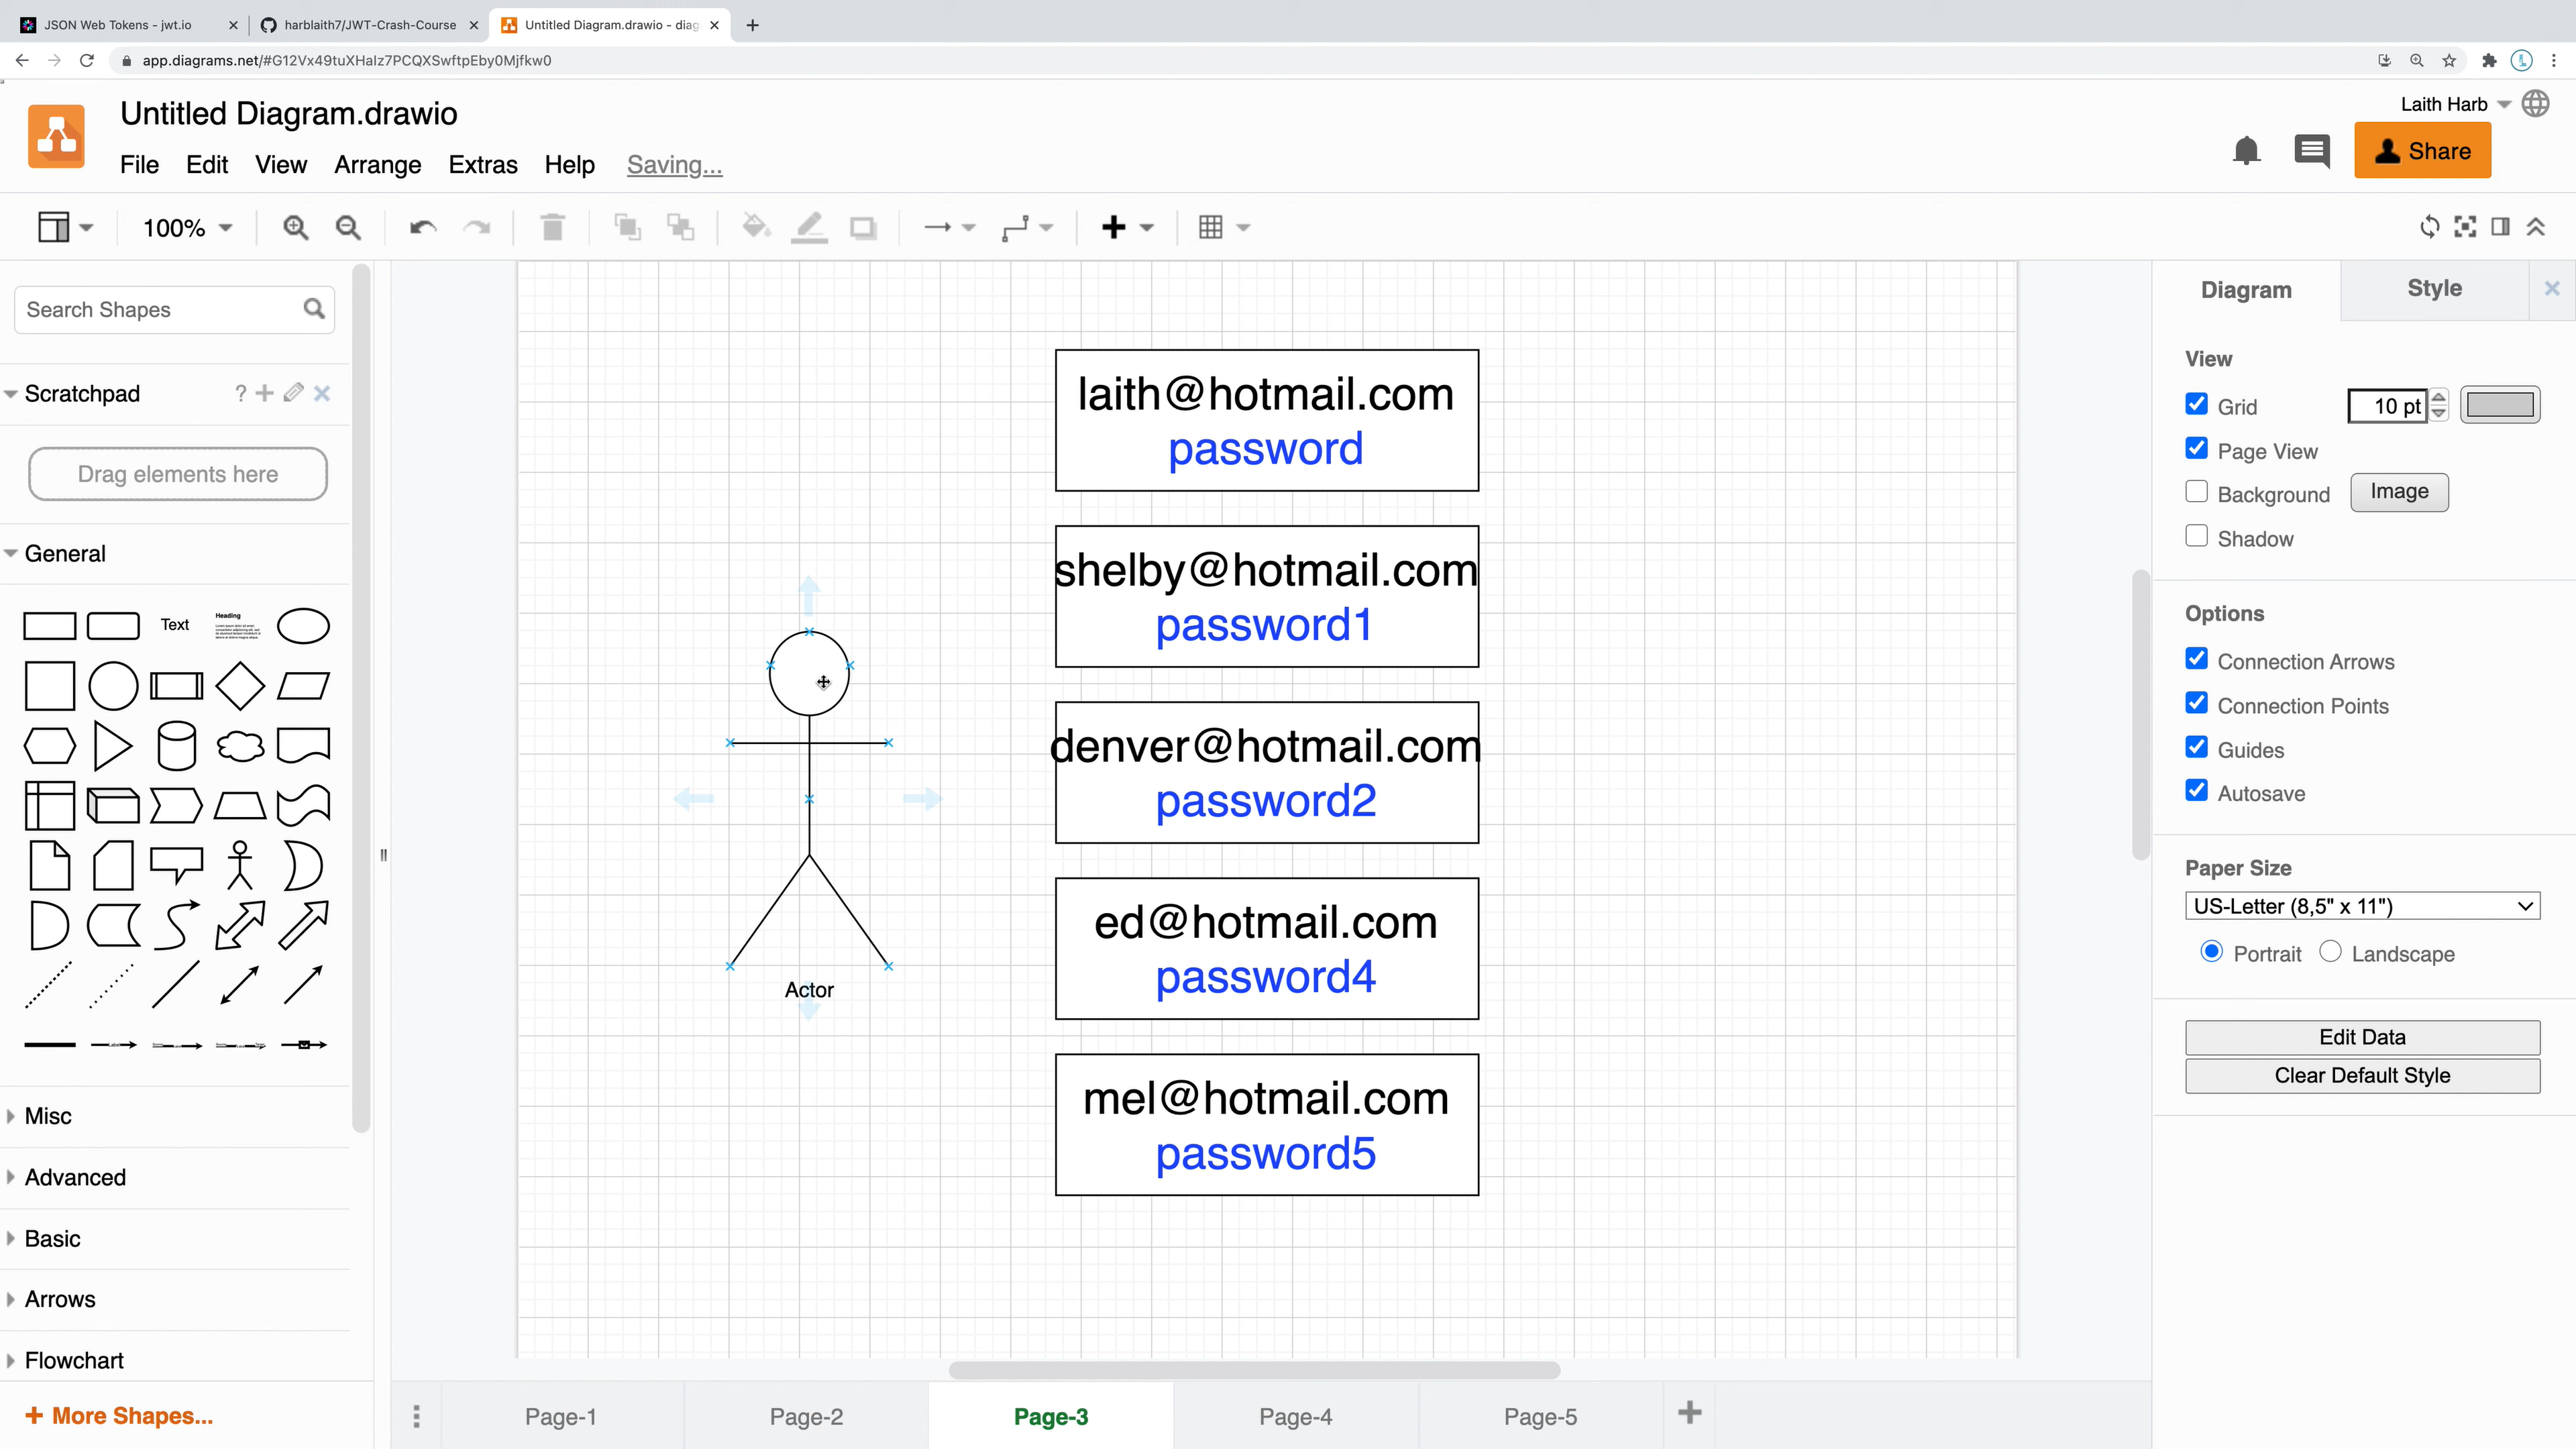 JSON Web Tokens - jwt.io
harblaith7/JWT-Crash-Course
Untitled Diagram.drawio - diag
app.diagrams.net/#G12Vx49tuXHaIz7PCQXSwftpEby0Mjfkw0
Untitled Diagram.drawio
Laith Harb
File Edit View Arrange Extras Help Saving...
Share
100%
Search Shapes
Scratchpad
?
Drag elements here
General
Text
Heading
Misc
Advanced
Basic
Arrows
Flowchart
+ More Shapes...
laith@hotmail.com
password
shelby@hotmail.com
password1
denver@hotmail.com
password2
ed@hotmail.com
password4
mel@hotmail.com
password5
Actor
Page-1
Page-2
Page-3
Page-4
Page-5
Diagram
Style
View
Grid
10 pt
Page View
Background
Image
Shadow
Options
Connection Arrows
Connection Points
Guides
Autosave
Paper Size
US-Letter (8,5" x 11")
Portrait
Landscape
Edit Data
Clear Default Style